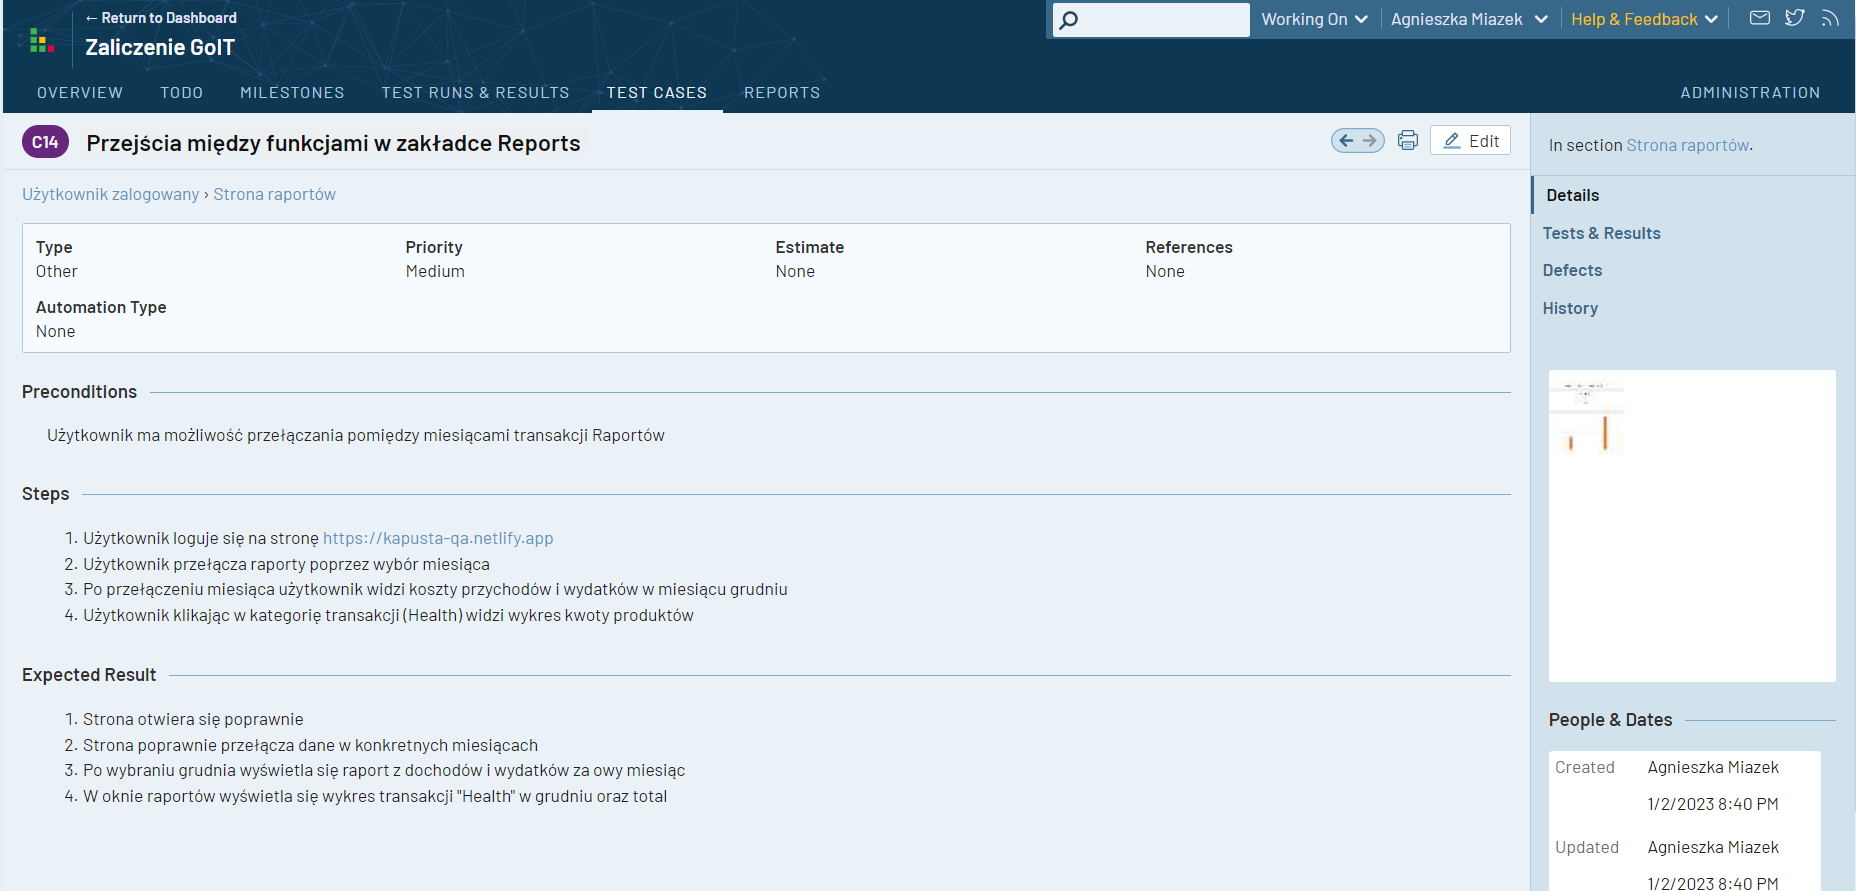 ← Return to Dashboard
Zaliczenie GoIT
Working On
Agnieszka Miazek
Help & Feedback
OVERVIEW
TODO
MILESTONES
TEST RUNS & RESULTS
TEST CASES
REPORTS
ADMINISTRATION
C14
Przejścia między funkcjami w zakładce Reports
Edit
Użytkownik zalogowany › Strona raportów
Type
Other
Priority
Medium
Estimate
None
References
None
Automation Type
None
Preconditions
Użytkownik ma możliwość przełączania pomiędzy miesiącami transakcji Raportów
Steps
1. Użytkownik loguje się na stronę https://kapusta-qa.netlify.app
2. Użytkownik przełącza raporty poprzez wybór miesiąca
3. Po przełączeniu miesiąca użytkownik widzi koszty przychodów i wydatków w miesiącu grudniu
4. Użytkownik klikając w kategorię transakcji (Health) widzi wykres kwoty produktów
Expected Result
1. Strona otwiera się poprawnie
2. Strona poprawnie przełącza dane w konkretnych miesiącach
3. Po wybraniu grudnia wyświetla się raport z dochodów i wydatków za owy miesiąc
4. W oknie raportów wyświetla się wykres transakcji "Health" w grudniu oraz total
In section Strona raportów.
Details
Tests & Results
Defects
History
People & Dates
Created
Agnieszka Miazek
1/2/2023 8:40 PM
Updated
Agnieszka Miazek
1/2/2023 8:40 PM